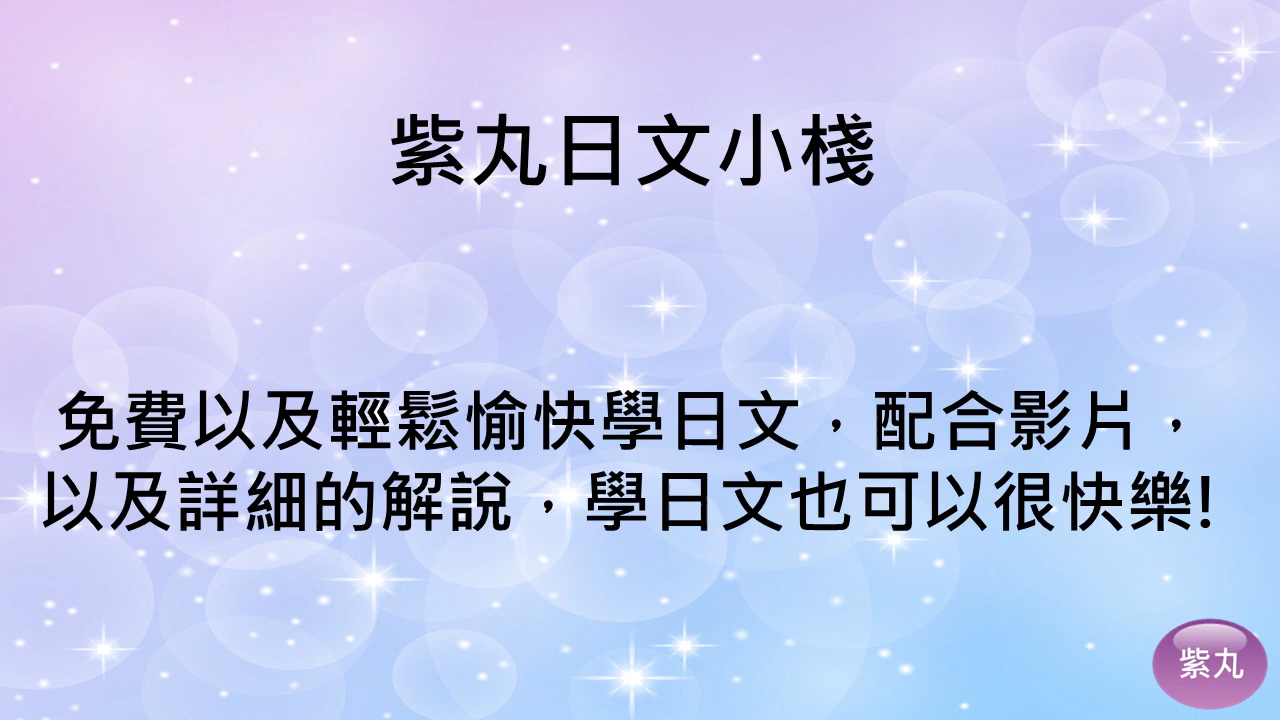 紫丸日文小棧
免費以及輕鬆愉快學日文，配合影片，
以及詳細的解說，學日文也可以很快樂!
紫丸